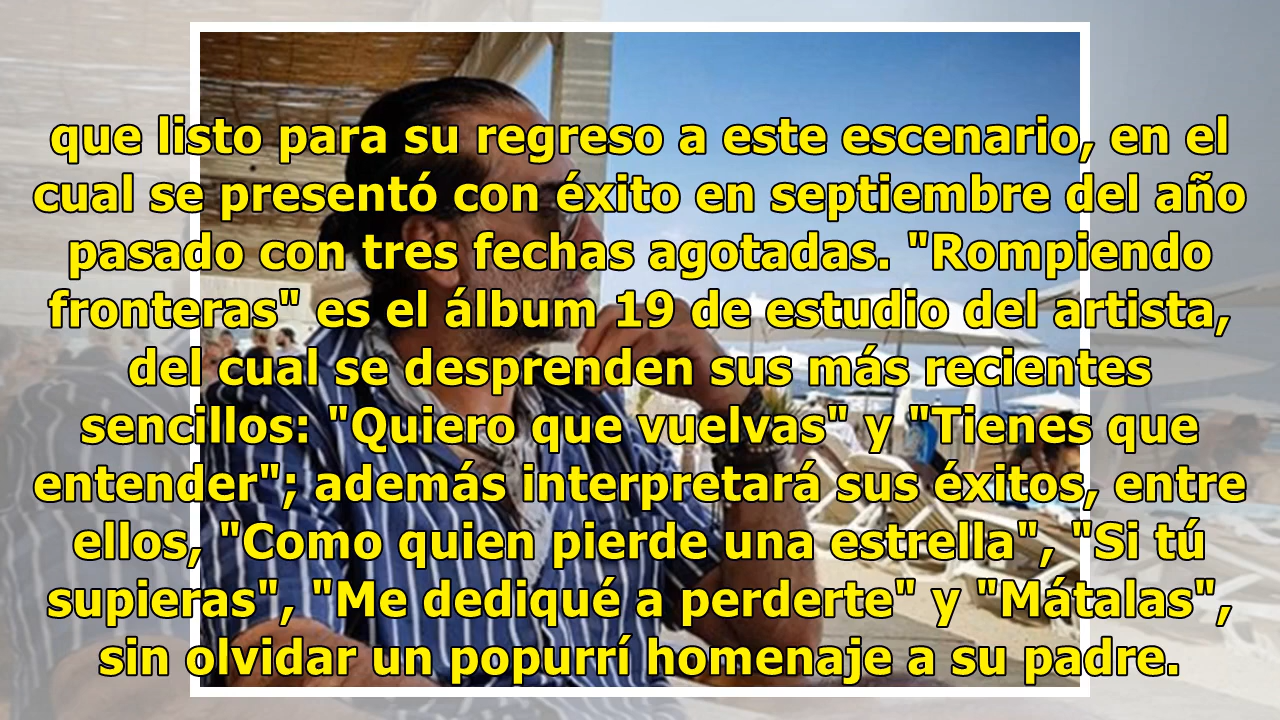 que listo para su regreso a este escenario, en el
cual se presentó con éxito en septiembre del año
pasado con tres fechas agotadas. "Rompiendo
fronteras" es el álbum 19 de estudio del artista,
del cual se desprenden sus más recientes
sencillos: "Quiero que vuelvas" y "Tienes que
entender"; además interpretará sus éxitos, entre
ellos, "Como quien pierde una estrella", "Si tú
supieras", "Me dediqué a perderte" y "Mátalas",
sin olvidar un popurrí homenaje a su padre.